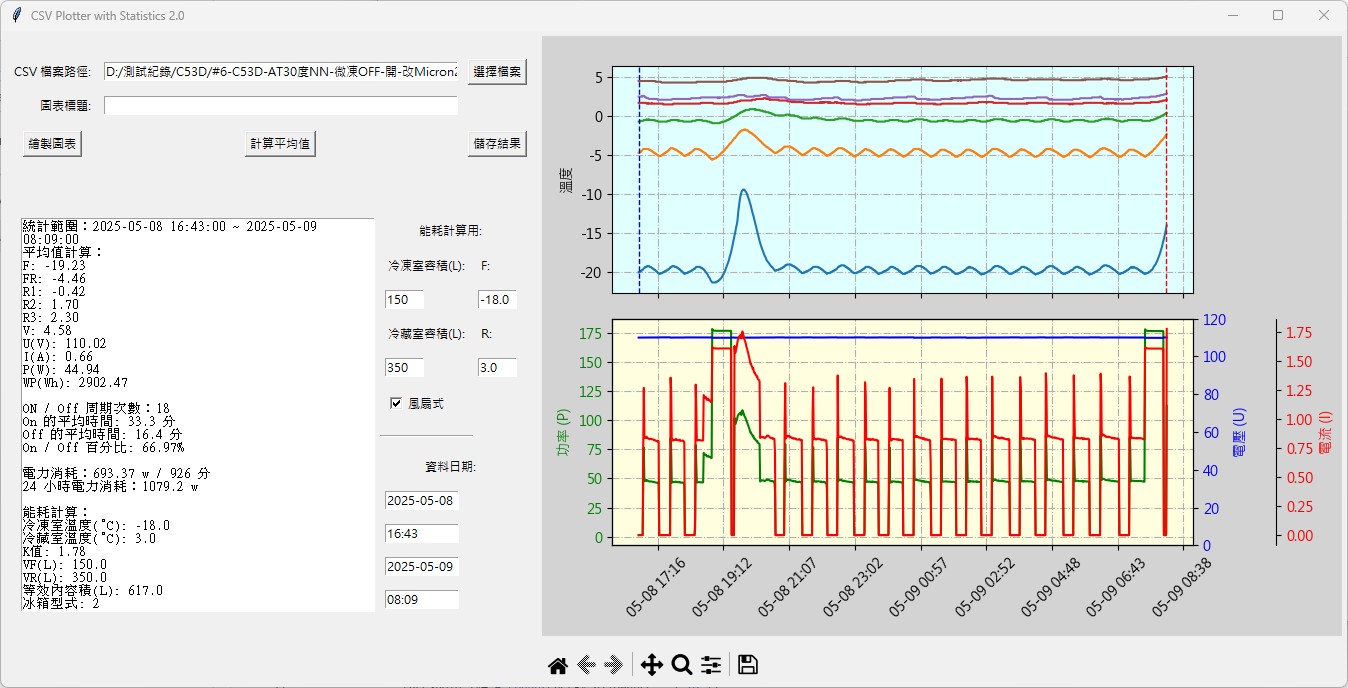 CSV Plotter with Statistics 2.0
CSV 檔案路徑:
D:/測試紀錄/C53D/#6-C53D-AT30度NN-微凍OFF-開-改Micron2
選擇檔案
圖表標題:
繪製圖表
計算平均值
儲存結果
統計範圍：2025-05-08 16:43:00 ~ 2025-05-09
08:09:00
平均值計算：
F: -19.23
FR: -4.46
R1: -0.42
R2: 1.70
R3: 2.30
V: 4.58
U(V): 110.02
I(A): 0.66
P(W): 44.94
WP(Wh): 2902.47
ON / Off 周期次數：18
On 的平均時間: 33.3 分
Off 的平均時間: 16.4 分
On / Off 百分比: 66.97%
電力消耗：693.37 w / 926 分
24 小時電力消耗：1079.2 w
能耗計算：
冷凍室溫度(°C): -18.0
冷藏室溫度(°C): 3.0
K值: 1.78
VF(L): 150.0
VR(L): 350.0
等效內容積(L): 617.0
冰箱型式: 2
能耗計算用:
冷凍室容積(L):
F:
150
-18.0
冷藏室容積(L):
R:
350
3.0
風扇式
資料日期:
2025-05-08
16:43
2025-05-09
08:09
溫度
5
0
-5
-10
-15
-20
功率 (P)
175
150
125
100
75
50
25
0
120
100
80
60
40
20
0
電壓 (U)
1.75
1.50
1.25
1.00
0.75
0.50
0.25
0.00
電流 (I)
05-08 17:16
05-08 19:12
05-08 21:07
05-08 23:02
05-09 00:57
05-09 02:52
05-09 04:48
05-09 06:43
05-09 08:38